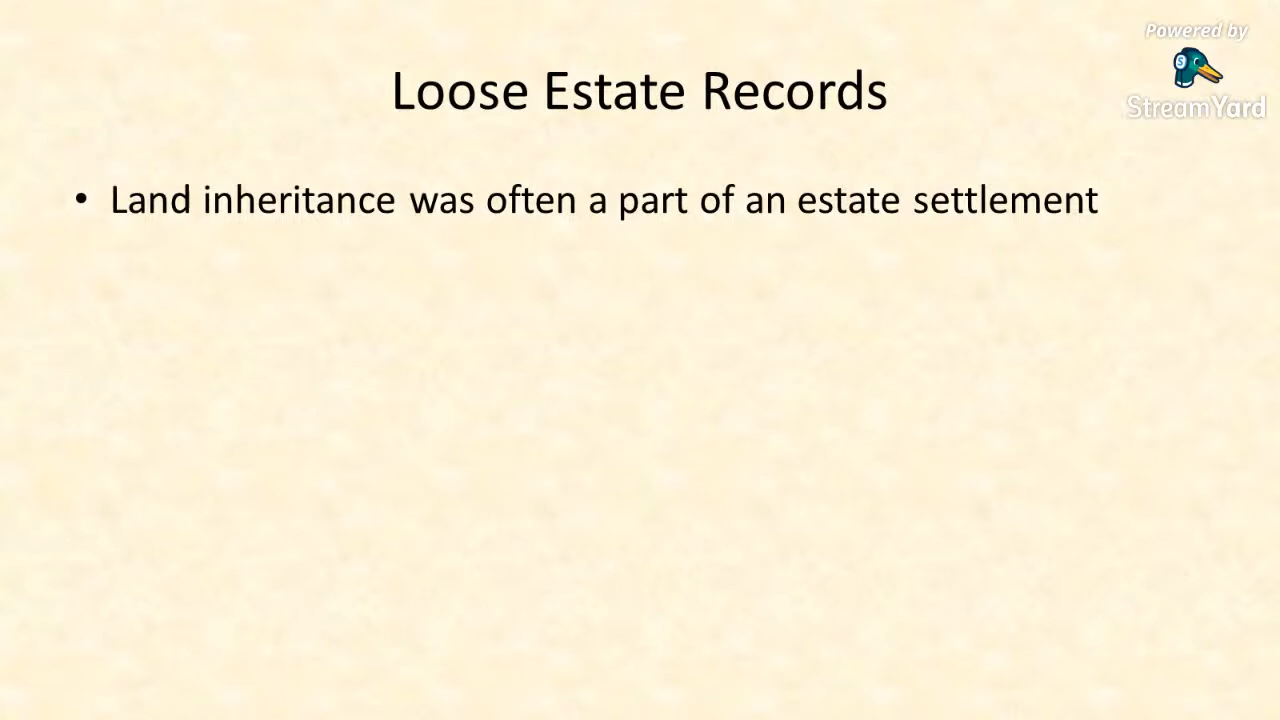 Powered by
StreamYard
Loose Estate Records
• Land inheritance was often a part of an estate settlement